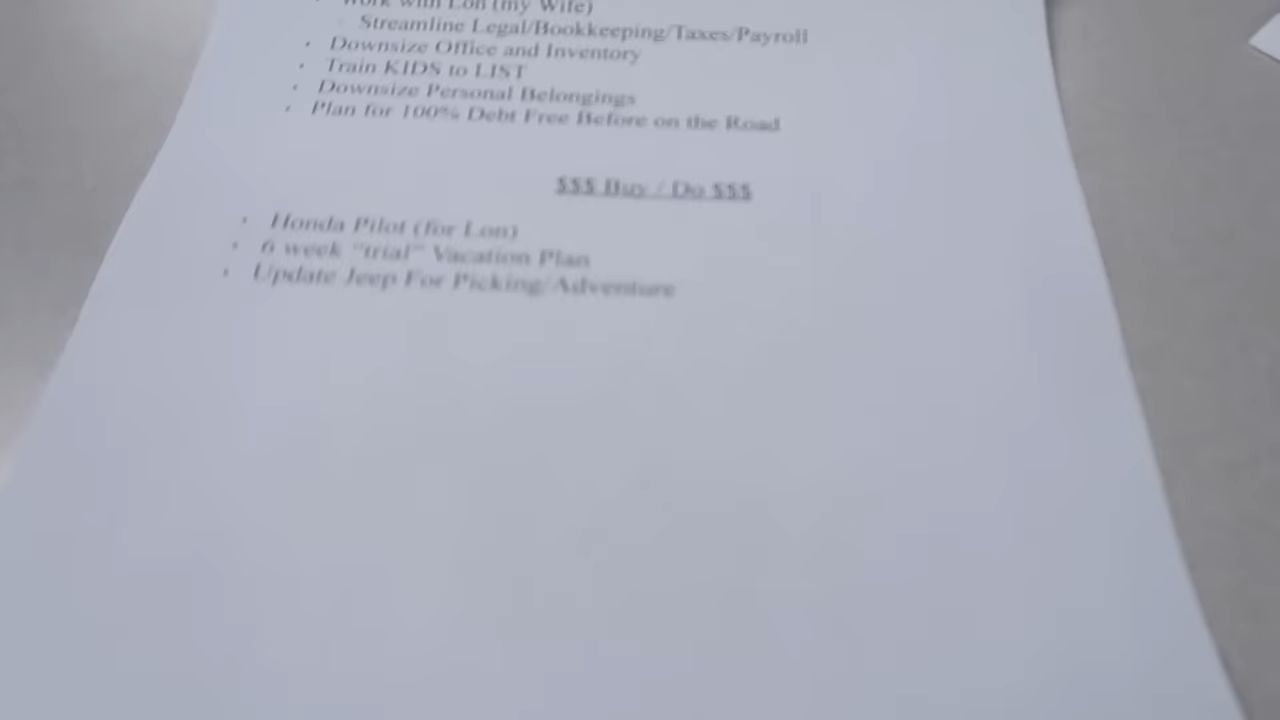 Work with Lon (my Wife)
Streamline Legal/Bookkeeping/Taxes/Payroll
Downsize Office and Inventory
Train KIDS to LIST
Downsize Personal Belongings
Plan for 100% Debt Free Before on the Road
$$$ Buy / Do $$$
Honda Pilot (for Lon)
6 week "trial" Vacation Plan
Update Jeep For Picking/Adventure